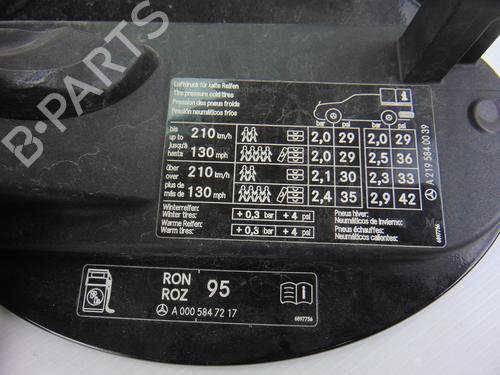 B-PARTS
Luftdruck für kalte Reifen
Tire pressure cold tires
Pression des pneus froids
Presión neumáticos fríos
i
bar psi bar psi
bis
up to
jusqu'à
hasta
210 km/h 2,0 29 2,0 29
130 mph 2,0 29 2,5 36
über
over
plus de
más de
210 km/h 2,1 30 2,3 33
130 mph 2,4 35 2,9 42
Winterreifen:
Winter tires: + 0,3 bar + 4 psi
Pneus hiver:
Neumáticos de invierno:
Warme Reifen:
Warm tires: + 0,3 bar + 4 psi
Pneus échauffés:
Neumáticos calientes:
A 219 584 00 39
6897756
RON
ROZ 95
A 000 584 72 17
i
6897756